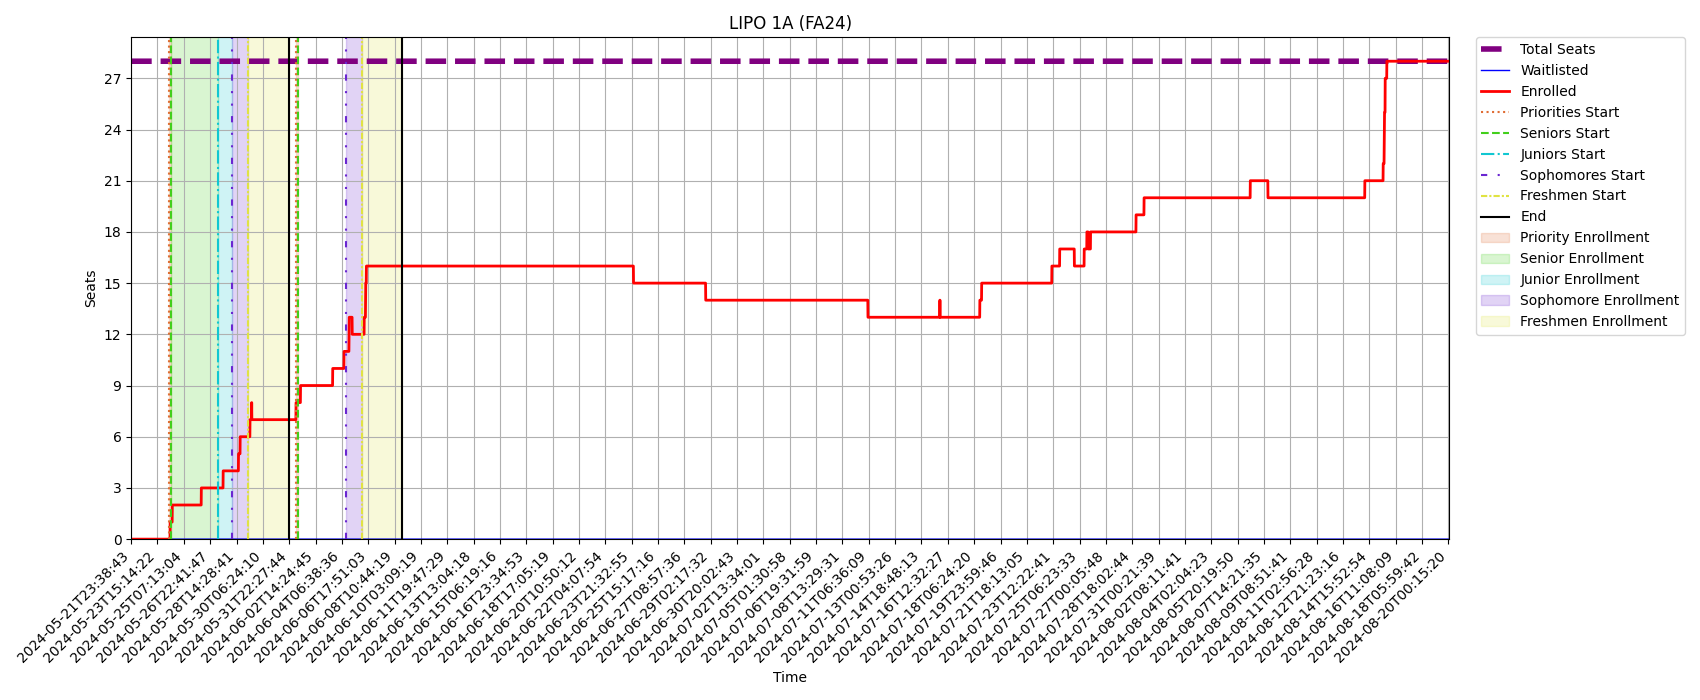 LIPO 1A (FA24)
Seats
27
24
21
18
15
12
9
6
3
0
2024-05-21T23:38:43
2024-05-23T15:14:22
2024-05-25T07:13:04
2024-05-26T22:41:47
2024-05-28T14:28:41
2024-05-30T06:24:10
2024-05-31T22:27:44
2024-06-02T14:24:45
2024-06-04T06:38:36
2024-06-06T17:51:03
2024-06-08T10:44:19
2024-06-10T03:09:19
2024-06-11T19:47:29
2024-06-13T13:04:18
2024-06-15T06:19:16
2024-06-16T23:34:53
2024-06-18T17:05:19
2024-06-20T10:50:12
2024-06-22T04:07:54
2024-06-23T21:32:55
2024-06-25T15:17:16
2024-06-27T08:57:36
2024-06-29T02:17:32
2024-06-30T20:02:43
2024-07-02T13:34:01
2024-07-05T01:30:58
2024-07-06T19:31:59
2024-07-08T13:29:31
2024-07-11T06:36:09
2024-07-13T00:53:26
2024-07-14T18:48:13
2024-07-16T12:32:27
2024-07-18T06:24:20
2024-07-19T23:59:46
2024-07-21T18:13:05
2024-07-23T12:22:41
2024-07-25T06:23:33
2024-07-27T00:05:48
2024-07-28T18:02:44
2024-07-31T00:21:39
2024-08-02T08:11:41
2024-08-04T02:04:23
2024-08-05T20:19:50
2024-08-07T14:21:35
2024-08-09T08:51:41
2024-08-11T02:56:28
2024-08-12T21:23:16
2024-08-14T15:52:54
2024-08-16T11:08:09
2024-08-18T05:59:42
2024-08-20T00:15:20
Time
Total Seats
Waitlisted
Enrolled
Priorities Start
Seniors Start
Juniors Start
Sophomores Start
Freshmen Start
End
Priority Enrollment
Senior Enrollment
Junior Enrollment
Sophomore Enrollment
Freshmen Enrollment